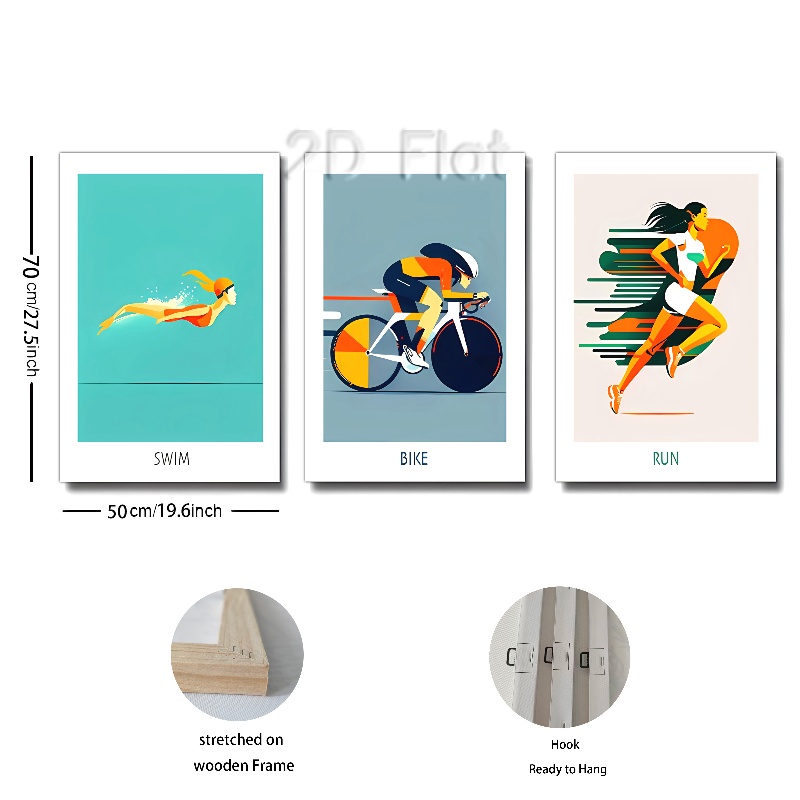 2D Flat
70 cm/27.5inch
SWIM
BIKE
RUN
50cm/19.6inch
stretched on
wooden Frame
Hook
Ready to Hang